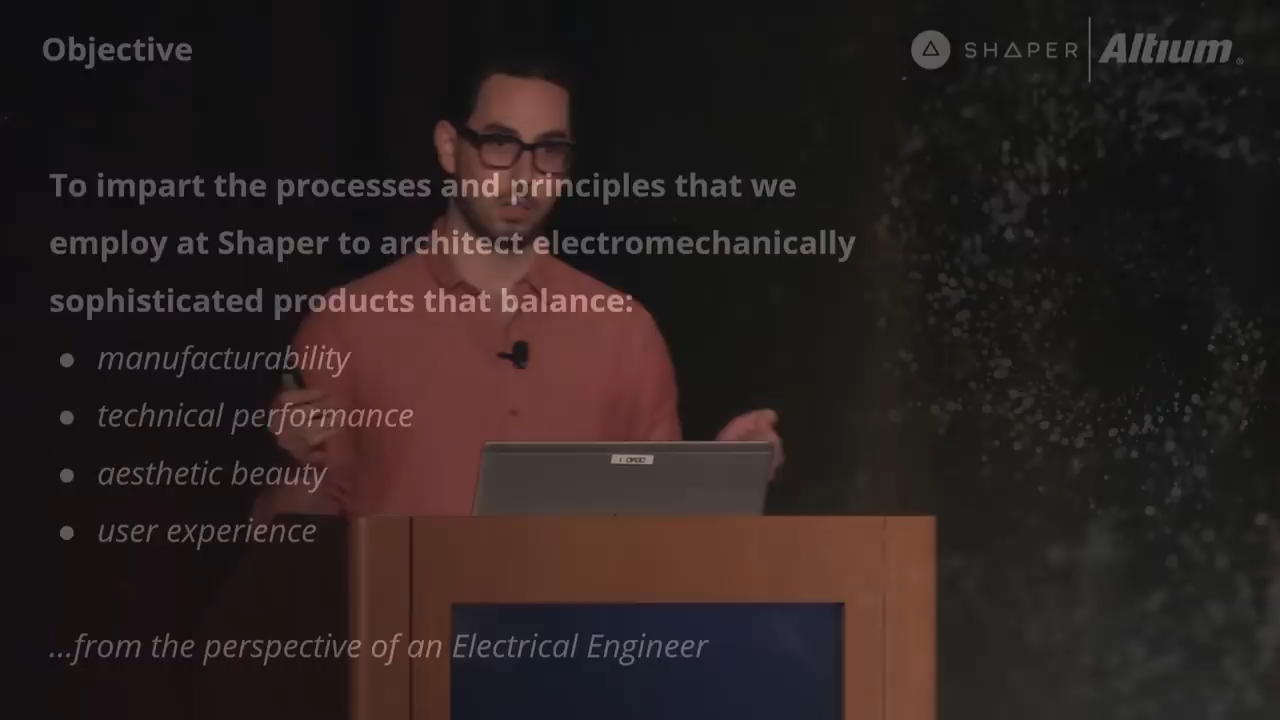 Objective
SHAPER Altium®
To impart the processes and principles that we
employ at Shaper to architect electromechanically
sophisticated products that balance:
● manufacturability
● technical performance
● aesthetic beauty
● user experience
...from the perspective of an Electrical Engineer